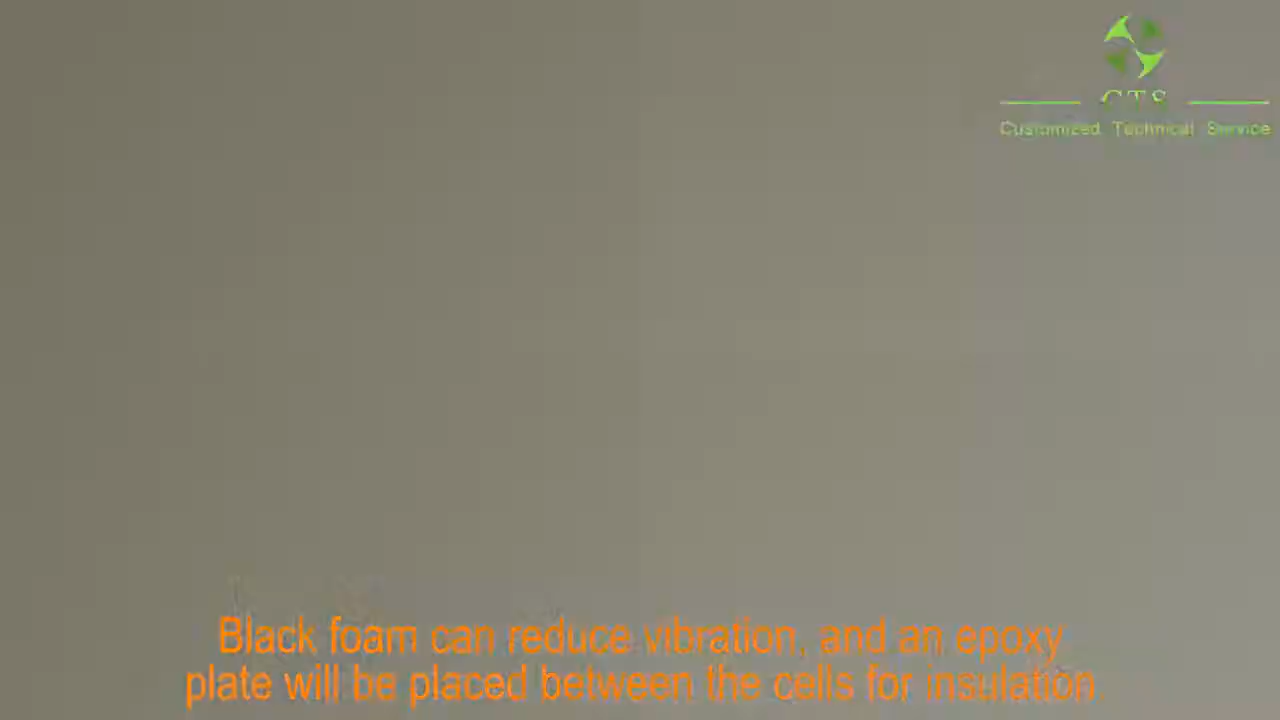 CTS
Customized Technical Service
Black foam can reduce vibration, and an epoxy
plate will be placed between the cells for insulation